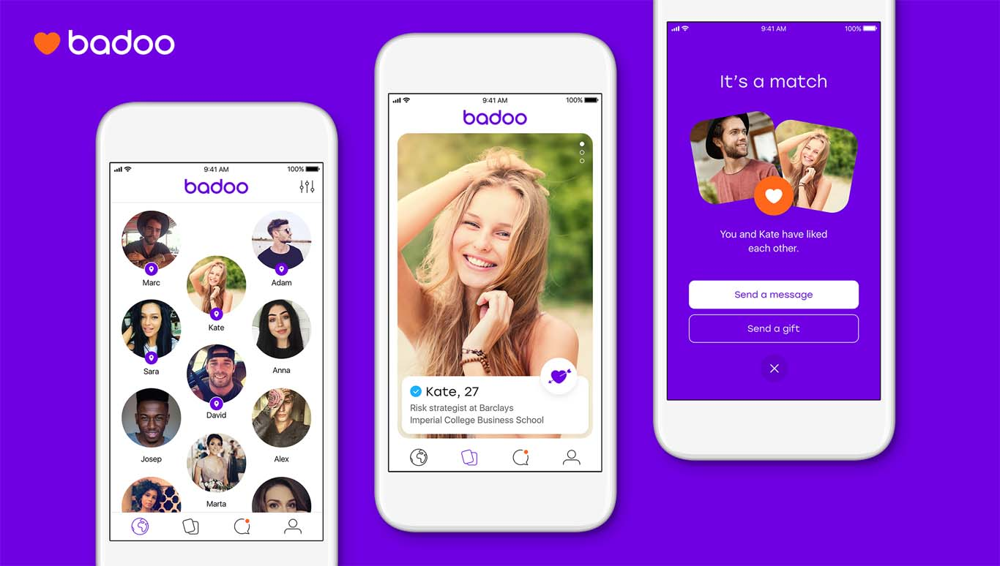 badoo
9:41 AM 100%
badoo
Marc
Adam
Kate
Sara
Anna
David
Josep
Alex
Marta
9:41 AM 100%
badoo
Kate, 27
Risk strategist at Barclays
Imperial College Business School
9:41 AM 100%
It’s a match
You and Kate have liked
each other.
Send a message
Send a gift